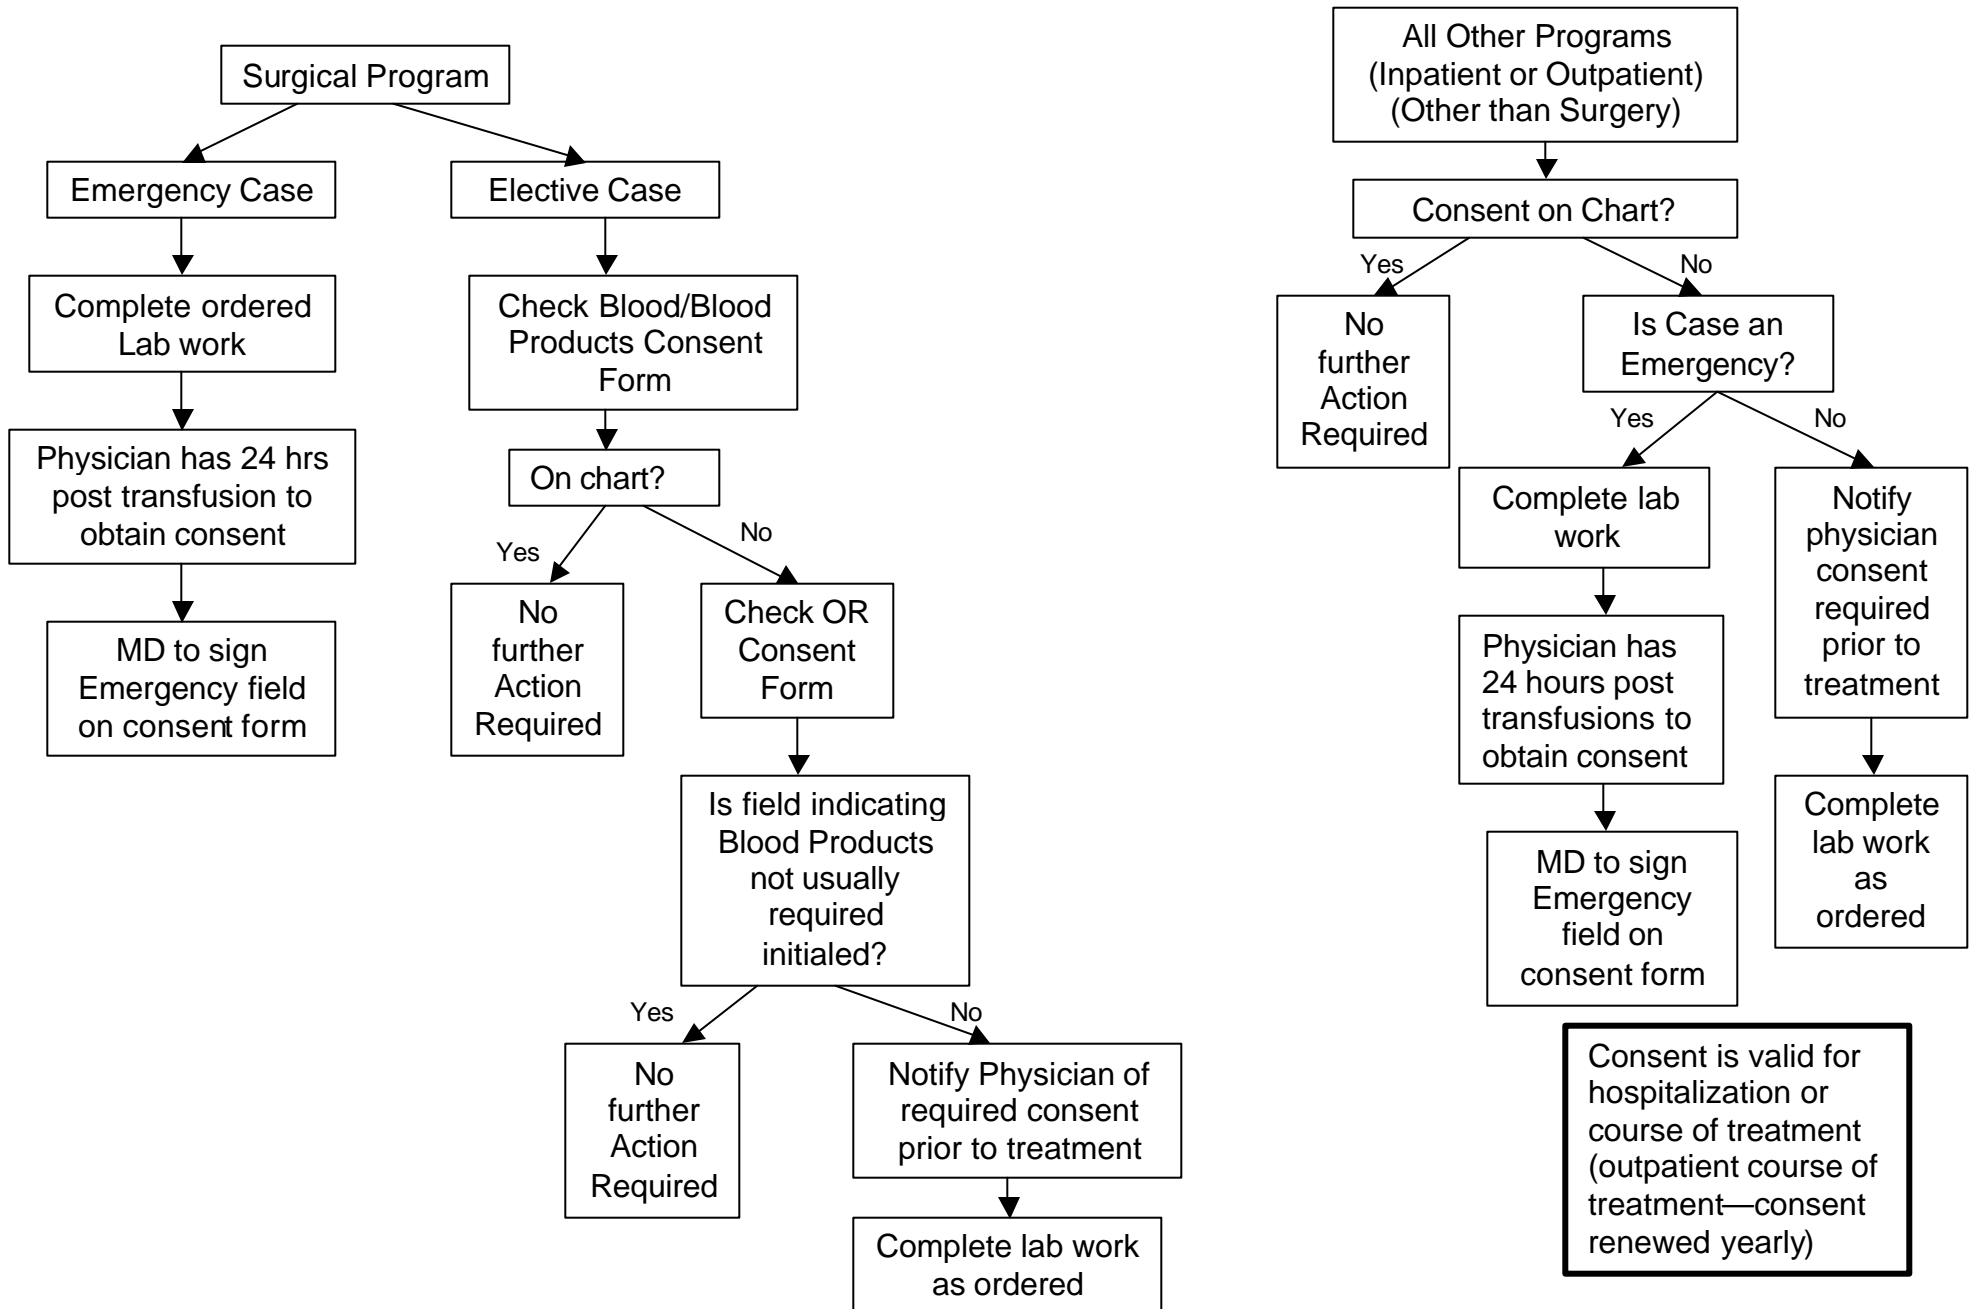 Surgical Program
Emergency Case
Complete ordered
Lab work
Physician has 24 hrs
post transfusion to
obtain consent
MD to sign
Emergency field
on consent form
Elective Case
Check Blood/Blood
Products Consent
Form
On chart?
Yes
No
No
further
Action
Required
Check OR
Consent
Form
Is field indicating
Blood Products
not usually
required
initialed?
Yes
No
No
further
Action
Required
Notify Physician of
required consent
prior to treatment
Complete lab work
as ordered
All Other Programs
(Inpatient or Outpatient)
(Other than Surgery)
Consent on Chart?
Yes
No
No
further
Action
Required
Is Case an
Emergency?
Yes
No
Complete lab
work
Physician has
24 hours post
transfusions to
obtain consent
MD to sign
Emergency
field on
consent form
Notify
physician
consent
required
prior to
treatment
Complete
lab work
as
ordered
Consent is valid for
hospitalization or
course of treatment
(outpatient course of
treatment—consent
renewed yearly)